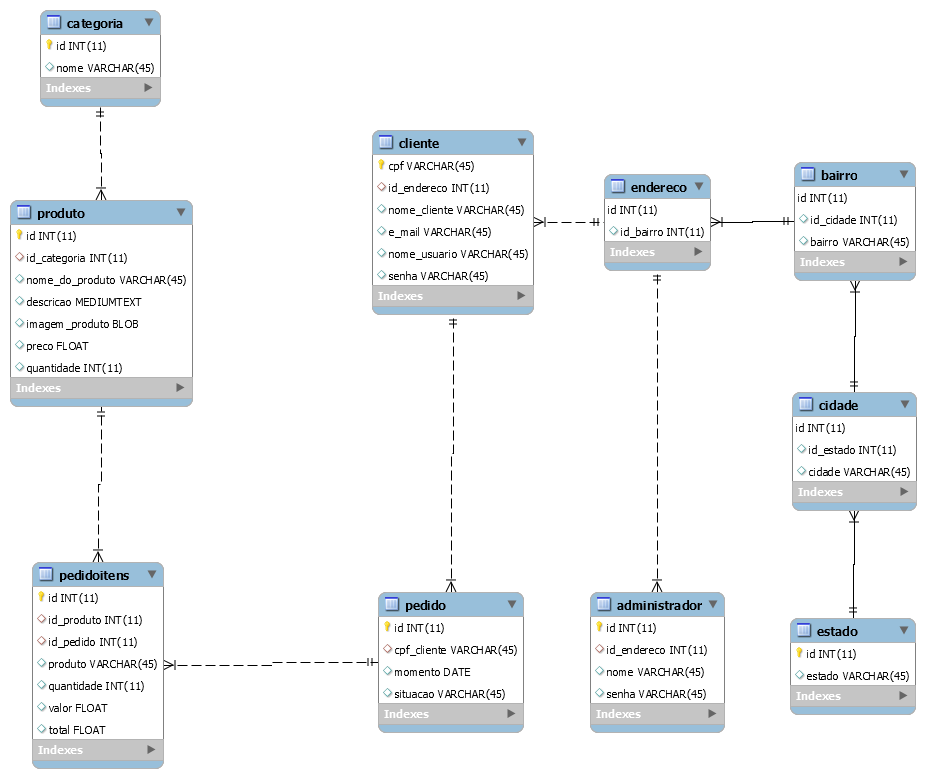 categoria
id INT(11)
nome VARCHAR(45)
Indexes
produto
id INT(11)
id_categoria INT(11)
nome_do_produto VARCHAR(45)
descricao MEDIUMTEXT
imagem_produto BLOB
preco FLOAT
quantidade INT(11)
Indexes
cliente
cpf VARCHAR(45)
id_endereco INT(11)
nome_cliente VARCHAR(45)
e_mail VARCHAR(45)
nome_usuario VARCHAR(45)
senha VARCHAR(45)
Indexes
endereco
id INT(11)
id_bairro INT(11)
Indexes
bairro
id INT(11)
id_cidade INT(11)
bairro VARCHAR(45)
Indexes
cidade
id INT(11)
id_estado INT(11)
cidade VARCHAR(45)
Indexes
pedidoitens
id INT(11)
id_produto INT(11)
id_pedido INT(11)
produto VARCHAR(45)
quantidade INT(11)
valor FLOAT
total FLOAT
Indexes
pedido
id INT(11)
cpf_cliente VARCHAR(45)
momento DATE
situacao VARCHAR(45)
Indexes
administrador
id INT(11)
id_endereco INT(11)
nome VARCHAR(45)
senha VARCHAR(45)
Indexes
estado
id INT(11)
estado VARCHAR(45)
Indexes